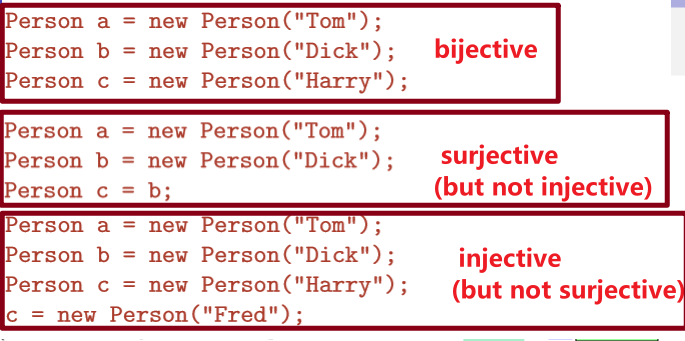 Person a = new Person("Tom");
Person b = new Person("Dick");
Person c = new Person("Harry");
bijective
Person a = new Person("Tom");
Person b = new Person("Dick");
Person c = b;
surjective
(but not injective)
Person a = new Person("Tom");
Person b = new Person("Dick");
Person c = new Person("Harry");
c = new Person("Fred");
injective
(but not surjective)